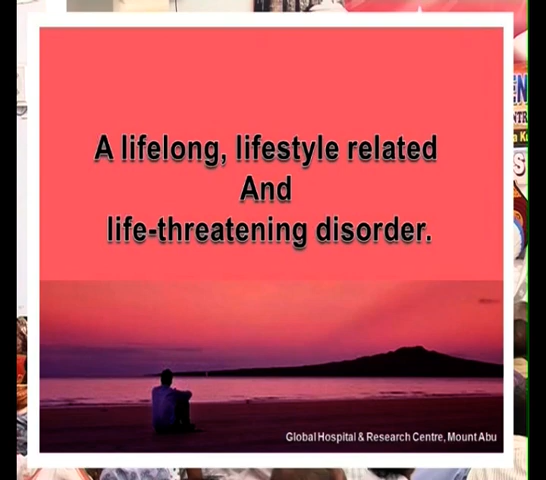 A lifelong, lifestyle related
And
life-threatening disorder.
Global Hospital & Research Centre, Mount Abu